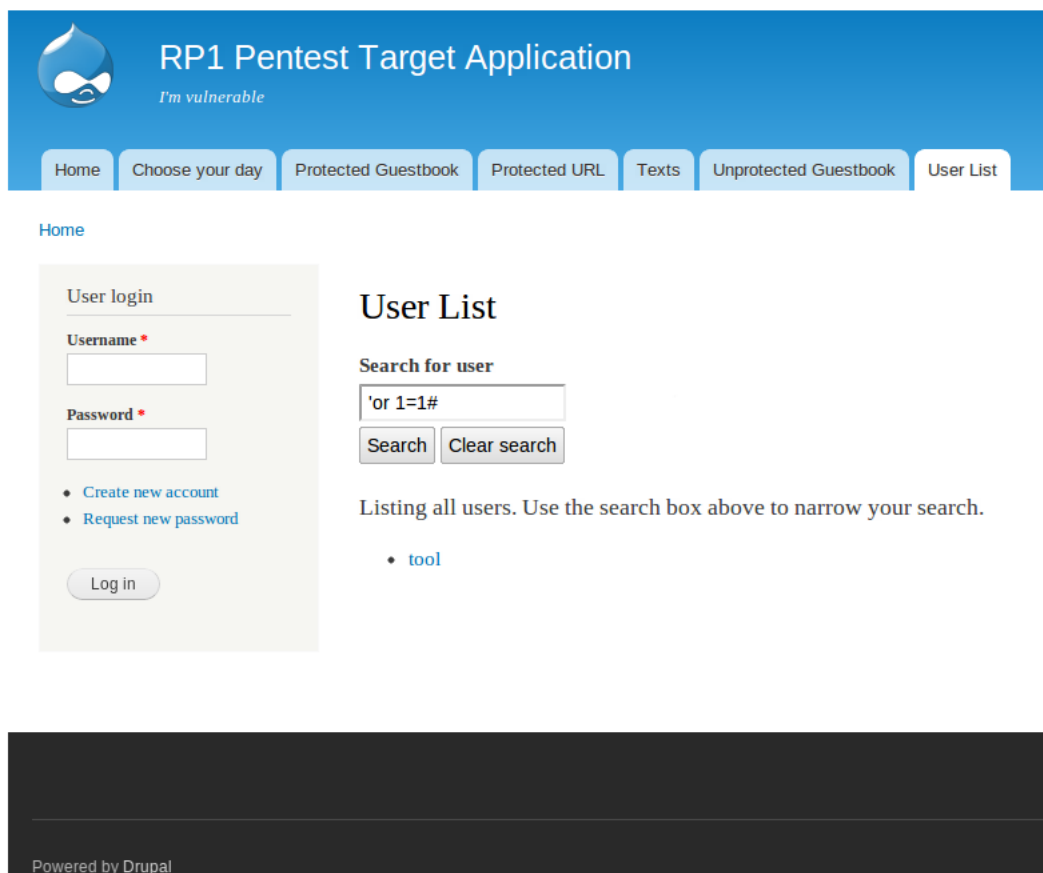 RP1 Pentest Target Application
I'm vulnerable
Home Choose your day Protected Guestbook Protected URL Texts Unprotected Guestbook User List
Home
User login
Username *
Password *
Create new account
Request new password
Log in
User List
Search for user
'or 1=1#
Search Clear search
Listing all users. Use the search box above to narrow your search.
tool
Powered by Drupal